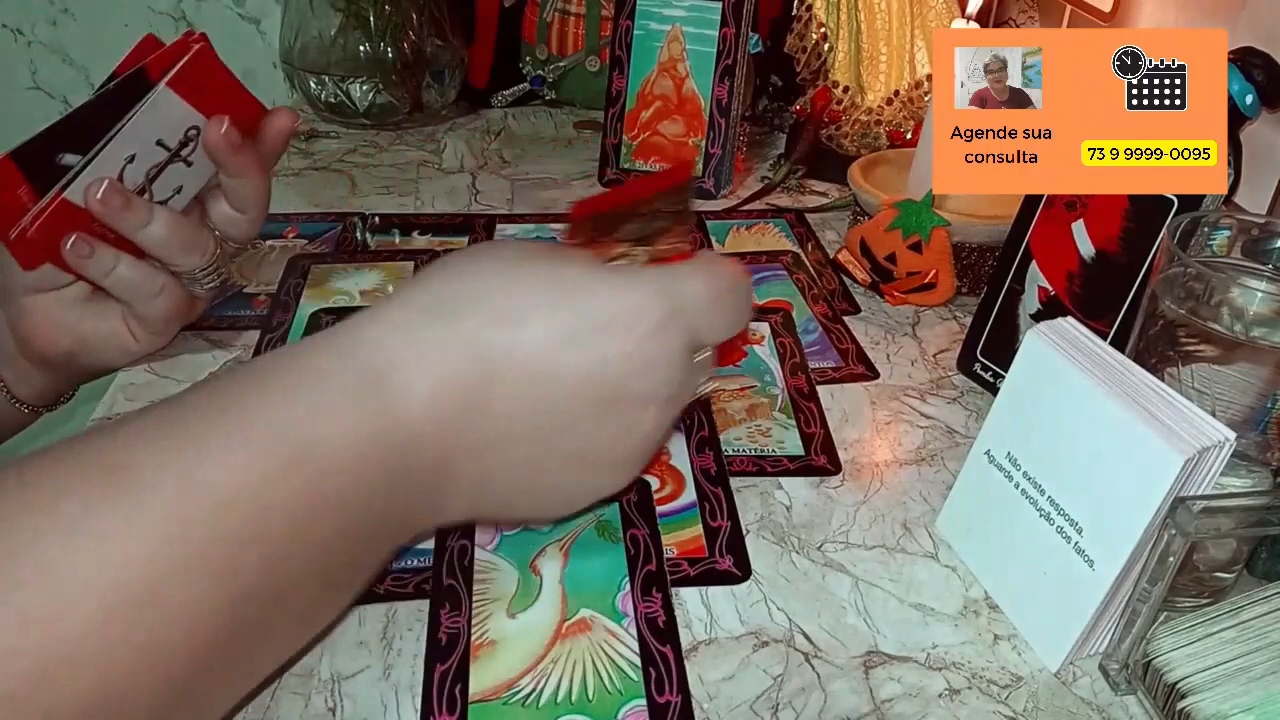 Agende sua
consulta
73 9 9999-0095
A MATÉRIA
Não existe resposta.
Aguarde a evolução dos fatos.